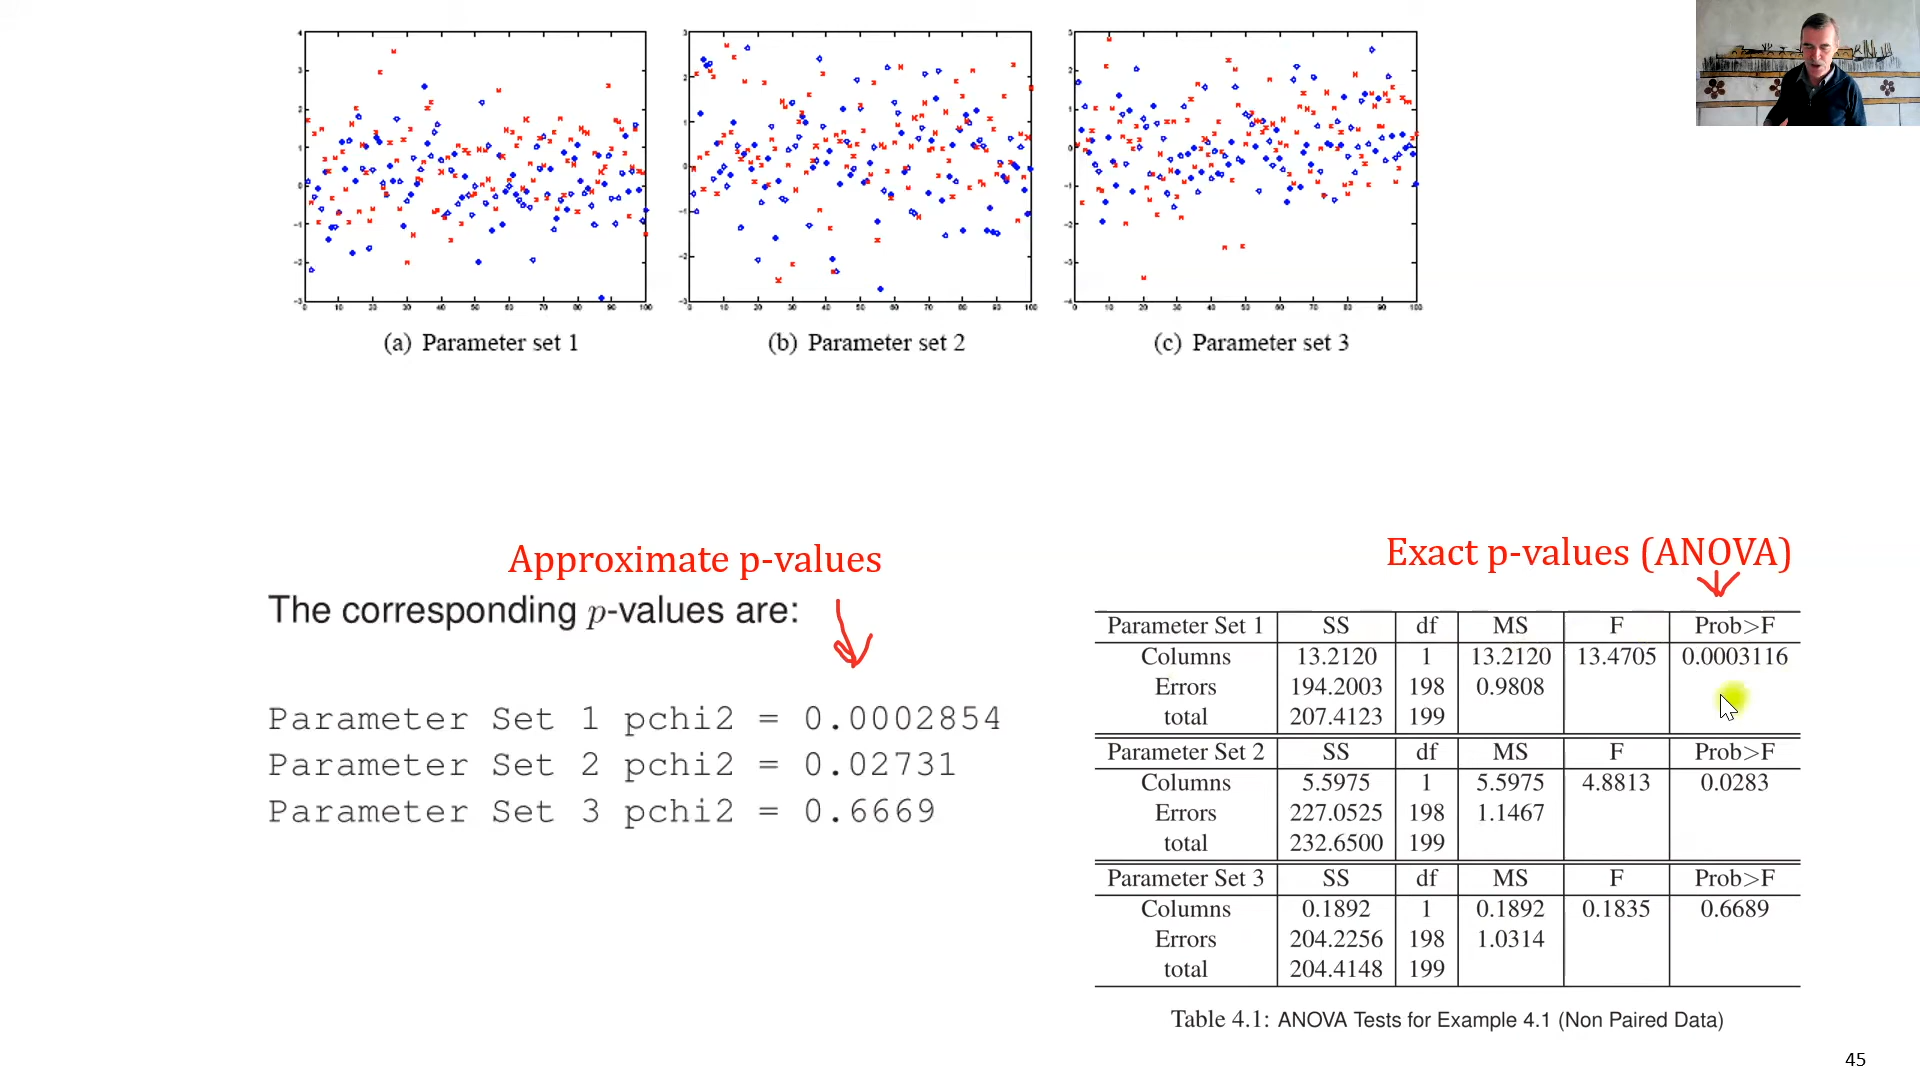 (a) Parameter set 1
(b) Parameter set 2
(c) Parameter set 3
Approximate p-values
The corresponding p-values are:
Parameter Set 1 pchi2 = 0.0002854
Parameter Set 2 pchi2 = 0.02731
Parameter Set 3 pchi2 = 0.6669
Exact p-values (ANOVA)
Parameter Set 1 SS df MS F Prob>F
Columns 13.2120 1 13.2120 13.4705 0.0003116
Errors 194.2003 198 0.9808
total 207.4123 199
Parameter Set 2 SS df MS F Prob>F
Columns 5.5975 1 5.5975 4.8813 0.0283
Errors 227.0525 198 1.1467
total 232.6500 199
Parameter Set 3 SS df MS F Prob>F
Columns 0.1892 1 0.1892 0.1835 0.6689
Errors 204.2256 198 1.0314
total 204.4148 199
Table 4.1: ANOVA Tests for Example 4.1 (Non Paired Data)
45